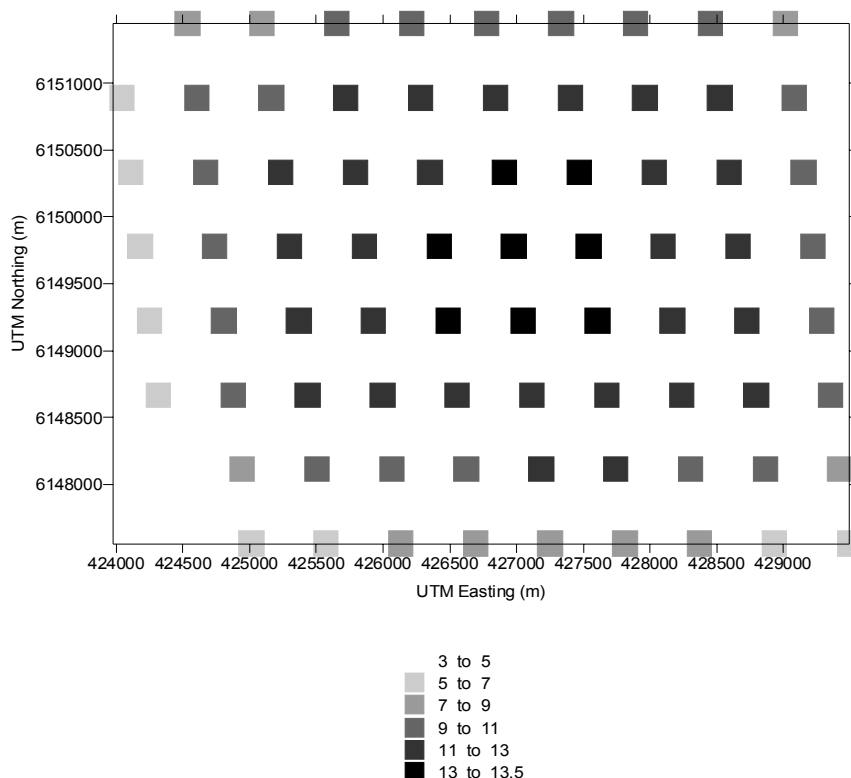 6151000
6150500
6150000
6149500
6149000
6148500
6148000
UTM Northing (m)
424000 424500 425000 425500 426000 426500 427000 427500 428000 428500 429000
UTM Easting (m)
3 to 5
5 to 7
7 to 9
9 to 11
11 to 13
13 to 13.5